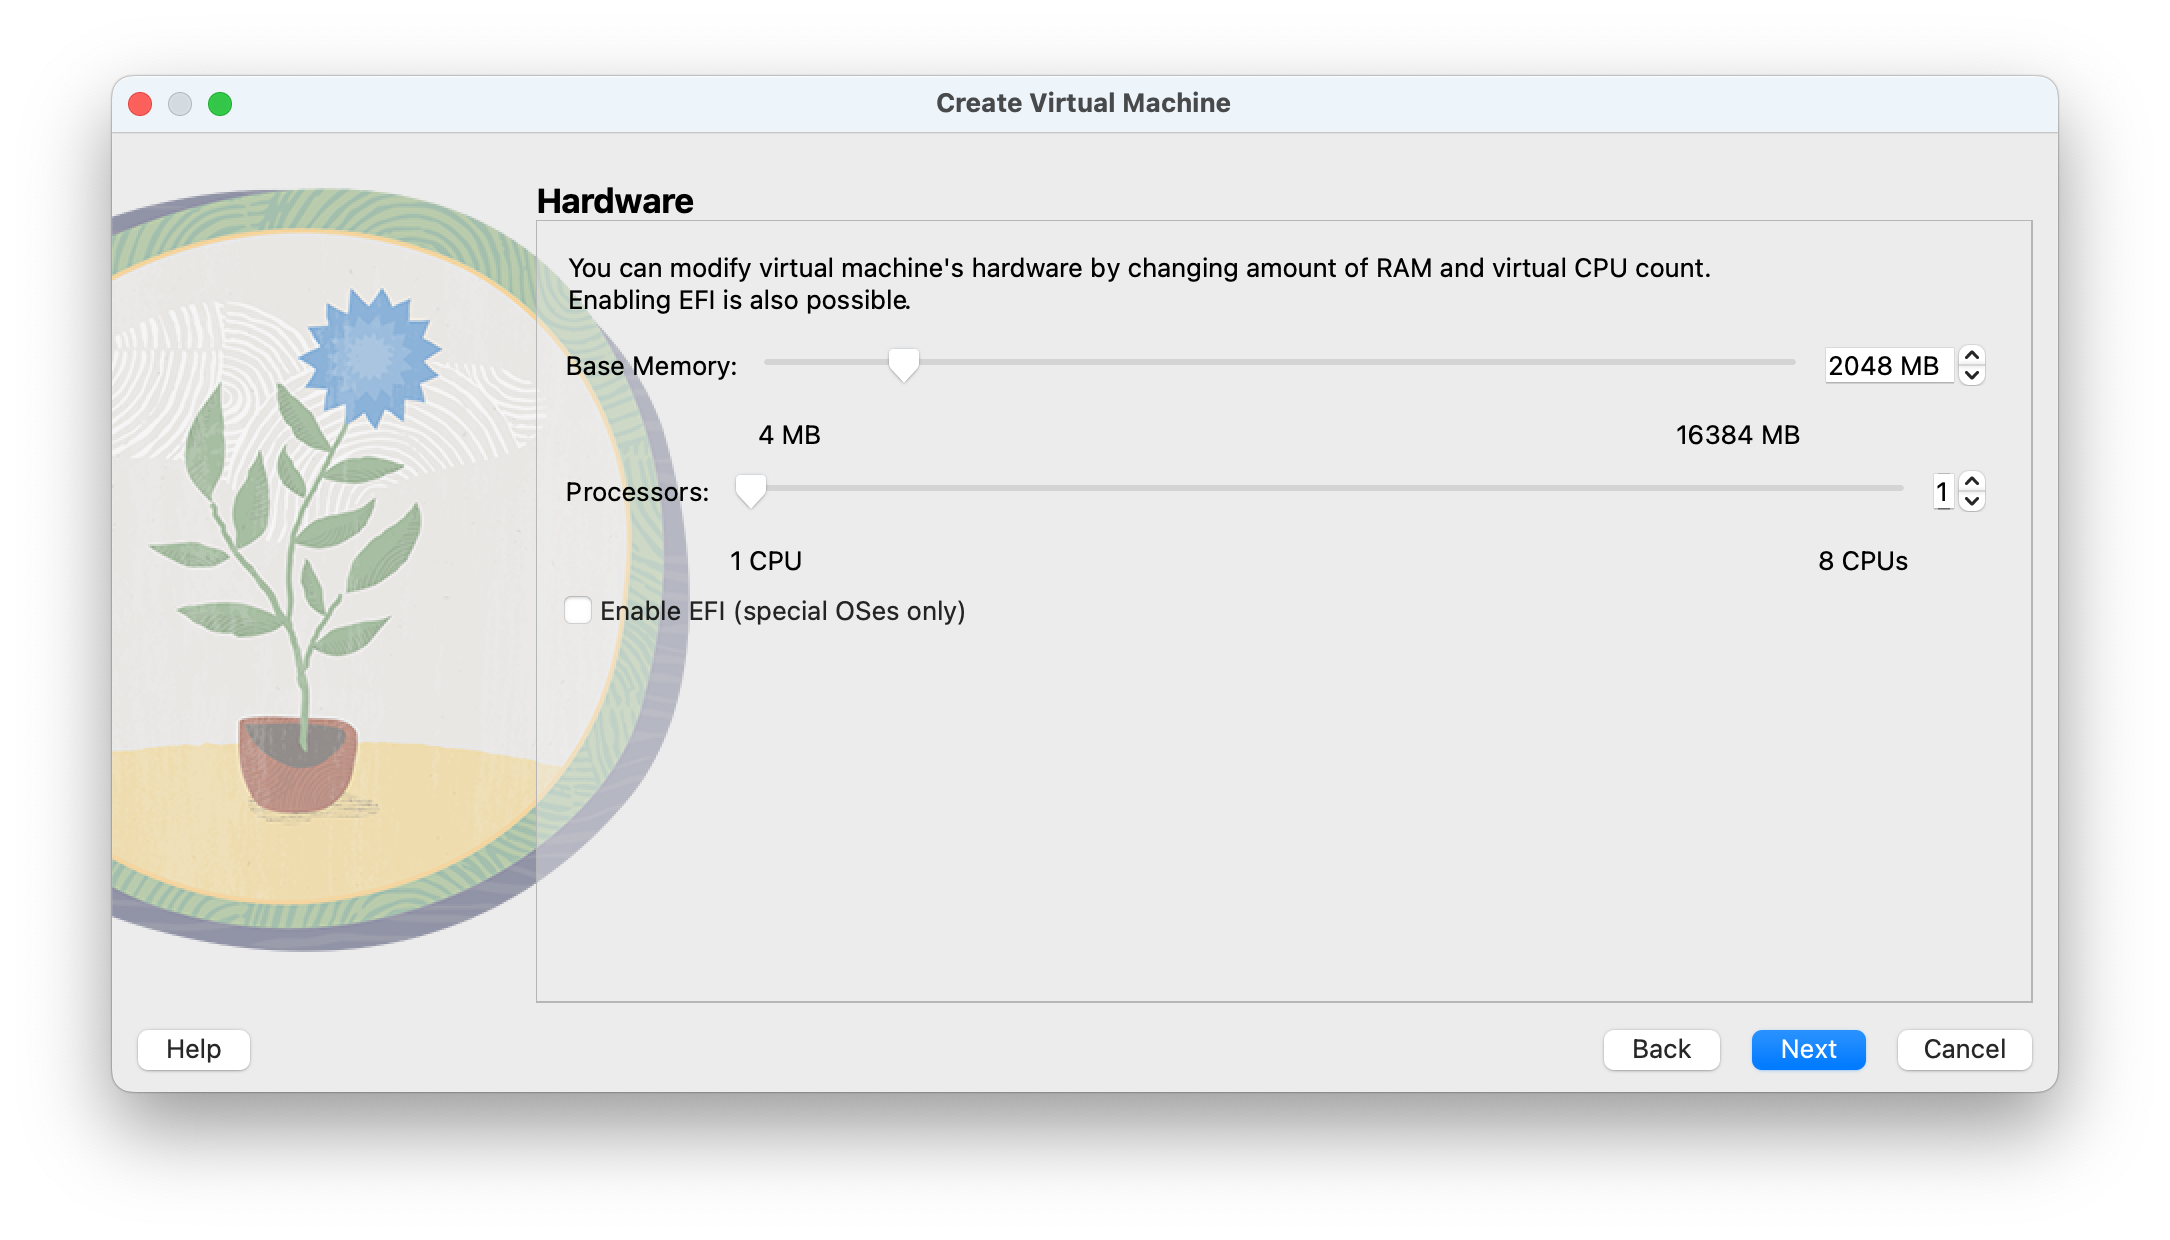 Create Virtual Machine
Hardware
You can modify virtual machine's hardware by changing amount of RAM and virtual CPU count.
Enabling EFI is also possible.
Base Memory: 2048 MB
4 MB 16384 MB
Processors: 1
1 CPU 8 CPUs
Enable EFI (special OSes only)
Help Back Next Cancel